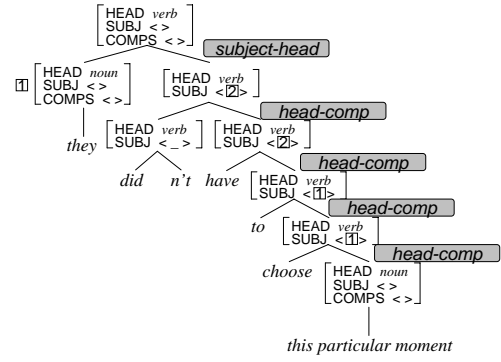 HEAD verb
SUBJ < >
COMPS < >
subject-head
1 HEAD noun
SUBJ < >
COMPS < >
HEAD verb
SUBJ <2>
head-comp
they
HEAD verb
SUBJ < _ >
HEAD verb
SUBJ <2>
head-comp
did n't have
HEAD verb
SUBJ <1>
head-comp
to
HEAD verb
SUBJ <1>
head-comp
choose
HEAD noun
SUBJ < >
COMPS < >
this particular moment